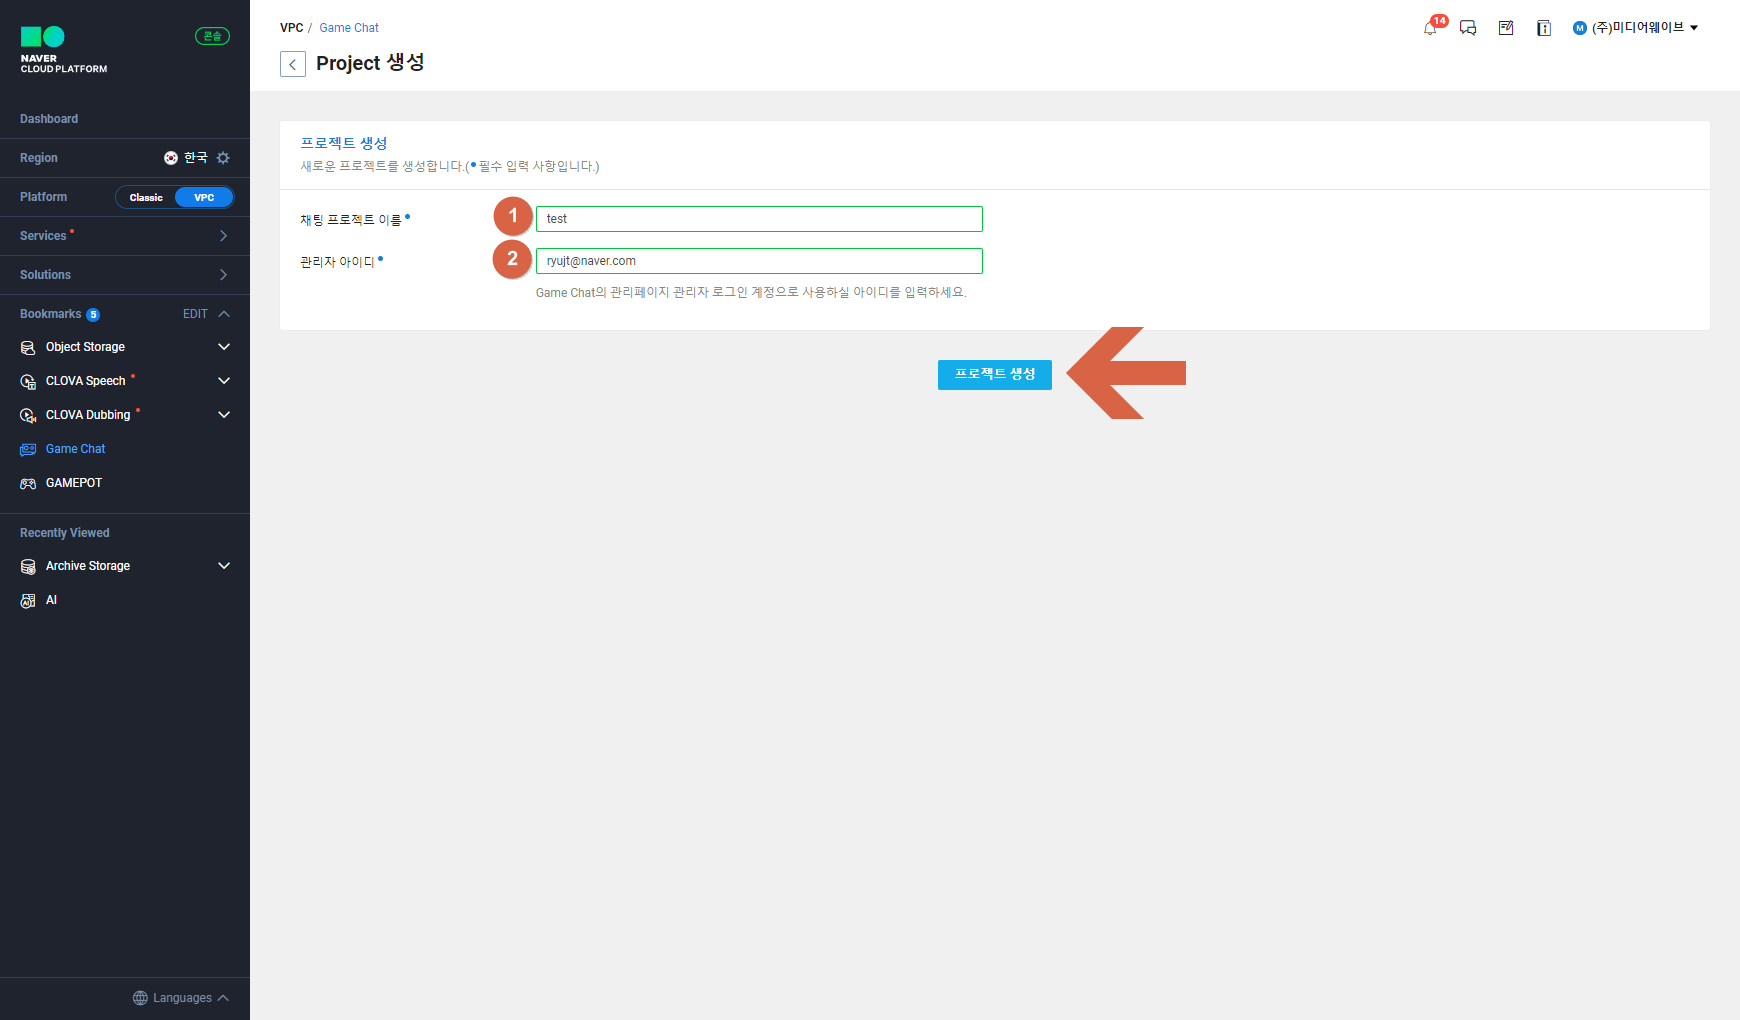 NAVER
CLOUD PLATFORM
콘솔
Dashboard
Region 한국
Platform Classic VPC
Services
Solutions
Bookmarks 5 EDIT
Object Storage
CLOVA Speech
CLOVA Dubbing
Game Chat
GAMEPOT
Recently Viewed
Archive Storage
AI
Languages
VPC / Game Chat
14
M (주)미디어웨이브
Project 생성
프로젝트 생성
새로운 프로젝트를 생성합니다.(• 필수 입력 사항입니다.)
채팅 프로젝트 이름 • 1 test
관리자 아이디 • 2 ryujt@naver.com
Game Chat의 관리페이지 관리자 로그인 계정으로 사용하실 아이디를 입력하세요.
프로젝트 생성